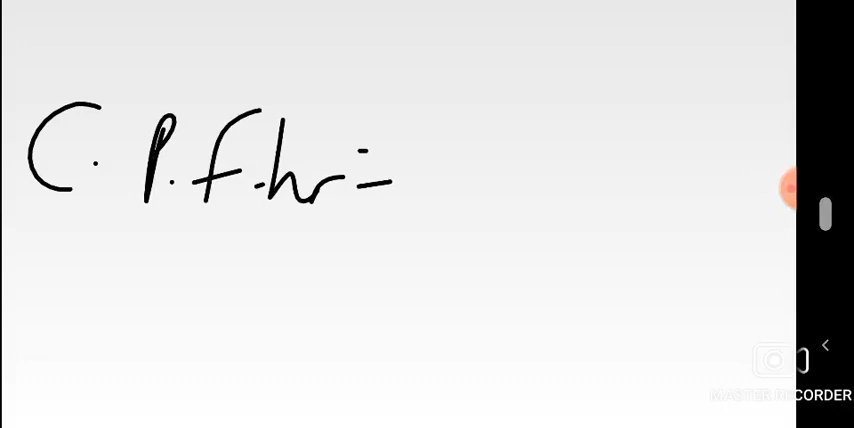 C. P. f. hr =
MASTER RECORDER